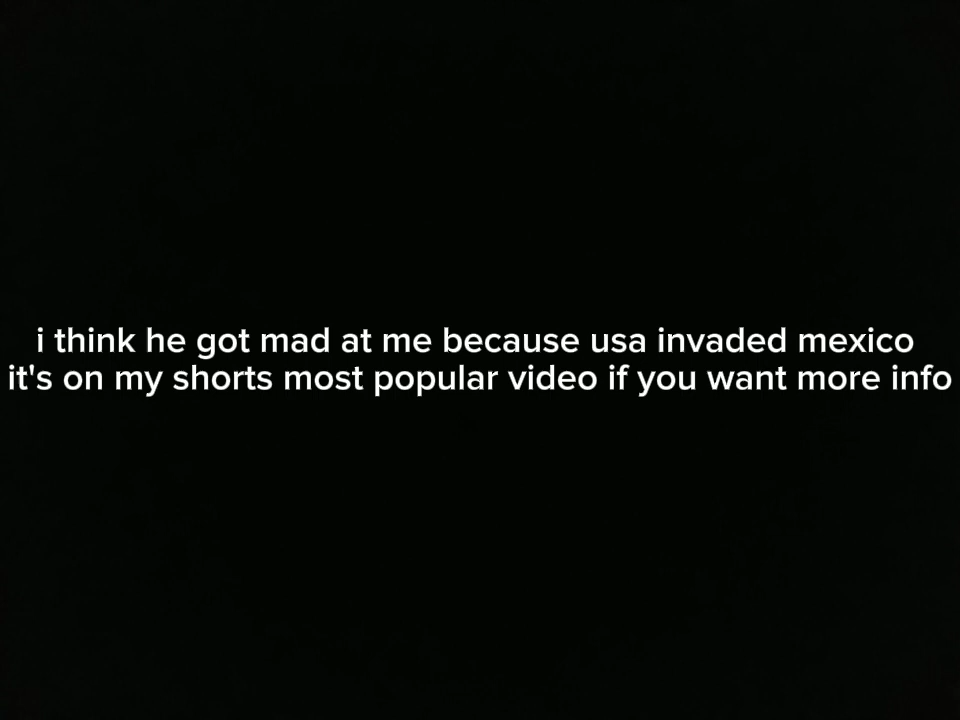 i think he got mad at me because usa invaded mexico
it's on my shorts most popular video if you want more info